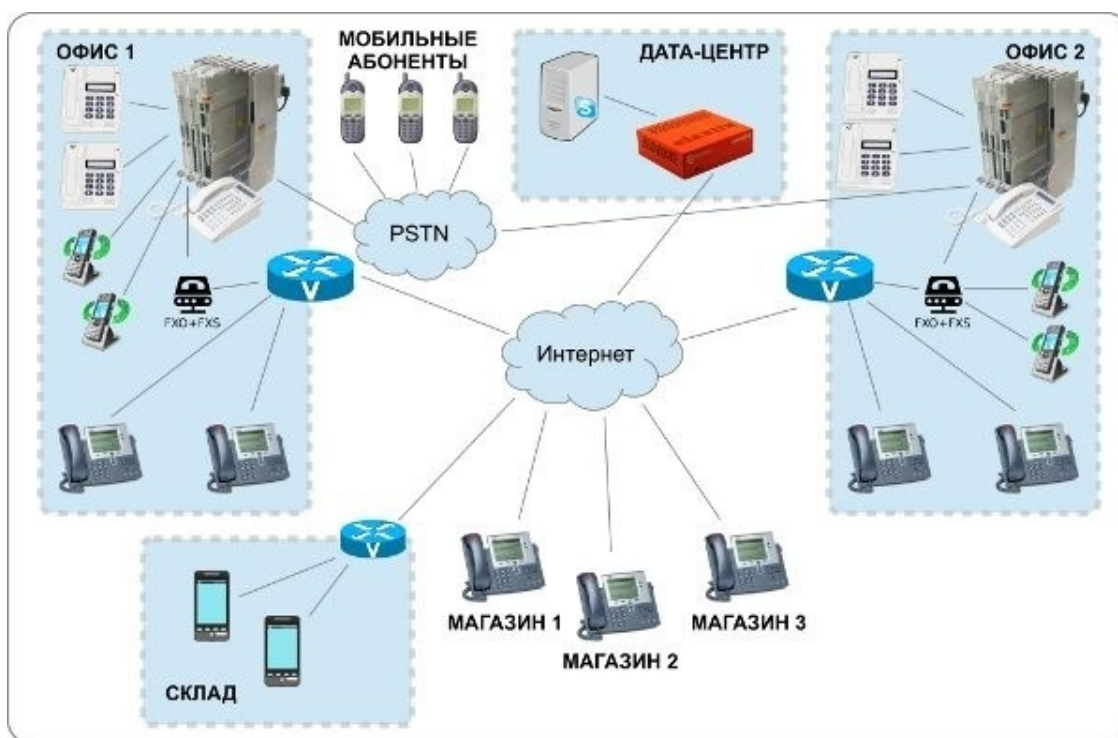 ОФИС 1
МОБИЛЬНЫЕ
АБОНЕНТЫ
ДАТА-ЦЕНТР
ОФИС 2
PSTN
V
V
FXO+FXS
FXO+FXS
Интернет
V
МАГАЗИН 1
МАГАЗИН 2
МАГАЗИН 3
СКЛАД